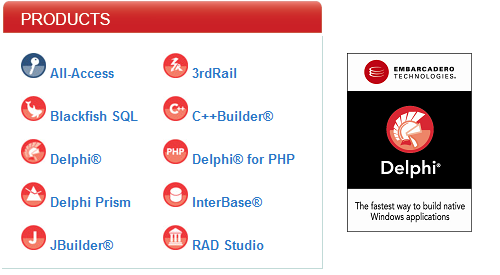 PRODUCTS
All-Access
3rdRail
Blackfish SQL
C++
C++Builder®
Delphi®
PHP
Delphi® for PHP
Delphi Prism
InterBase®
J
JBuilder®
RAD Studio
EMBARCADERO
TECHNOLOGIES®
Delphi®
The fastest way to build native
Windows applications